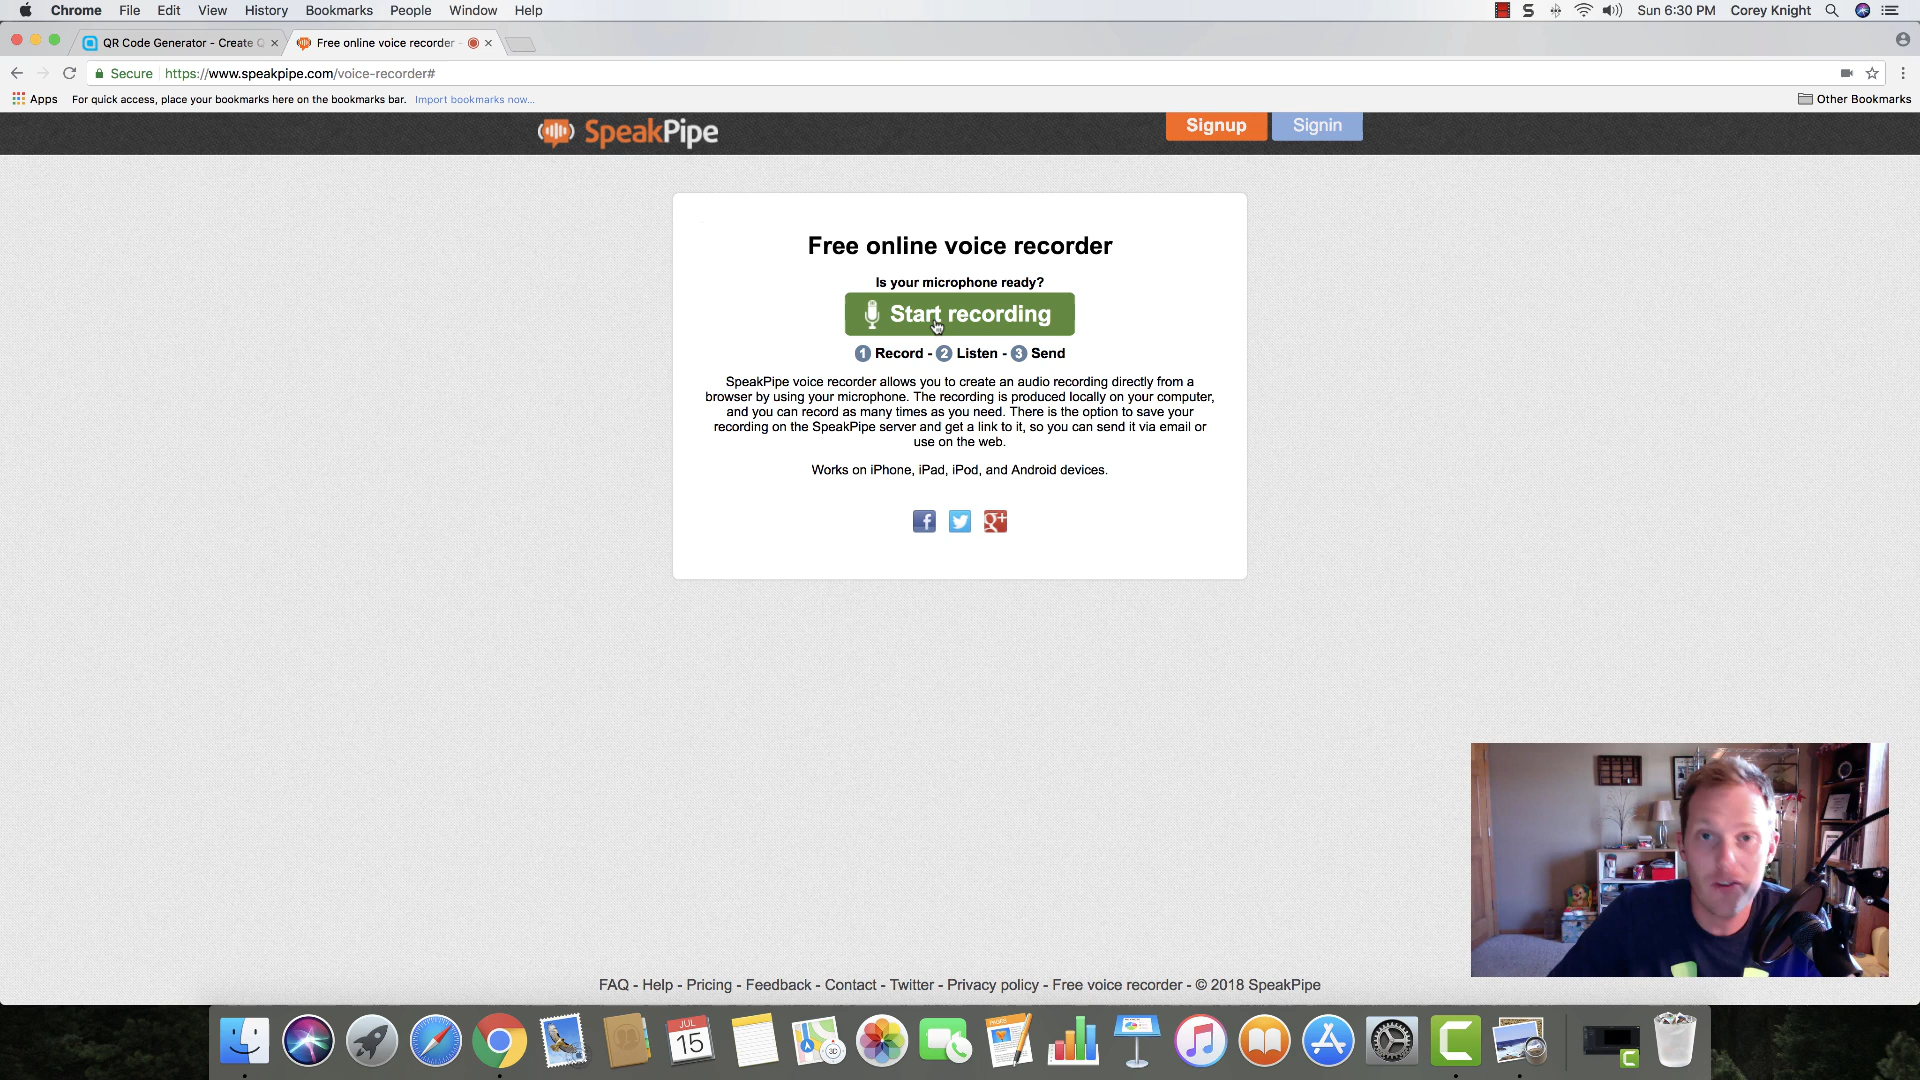 Chrome File Edit View History Bookmarks People Window Help
Sun 6:30 PM Corey Knight
QR Code Generator - Create Q
Free online voice recorder -
Secure https://www.speakpipe.com/voice-recorder#
Apps For quick access, place your bookmarks here on the bookmarks bar. Import bookmarks now... Other Bookmarks
SpeakPipe
Signup Signin
Free online voice recorder
Is your microphone ready?
Start recording
1 Record - 2 Listen - 3 Send
SpeakPipe voice recorder allows you to create an audio recording directly from a
browser by using your microphone. The recording is produced locally on your computer,
and you can record as many times as you need. There is the option to save your
recording on the SpeakPipe server and get a link to it, so you can send it via email or
use on the web.
Works on iPhone, iPad, iPod, and Android devices.
f g+
FAQ - Help - Pricing - Feedback - Contact - Twitter - Privacy policy - Free voice recorder - © 2018 SpeakPipe
JUL
15
3D
PAGES